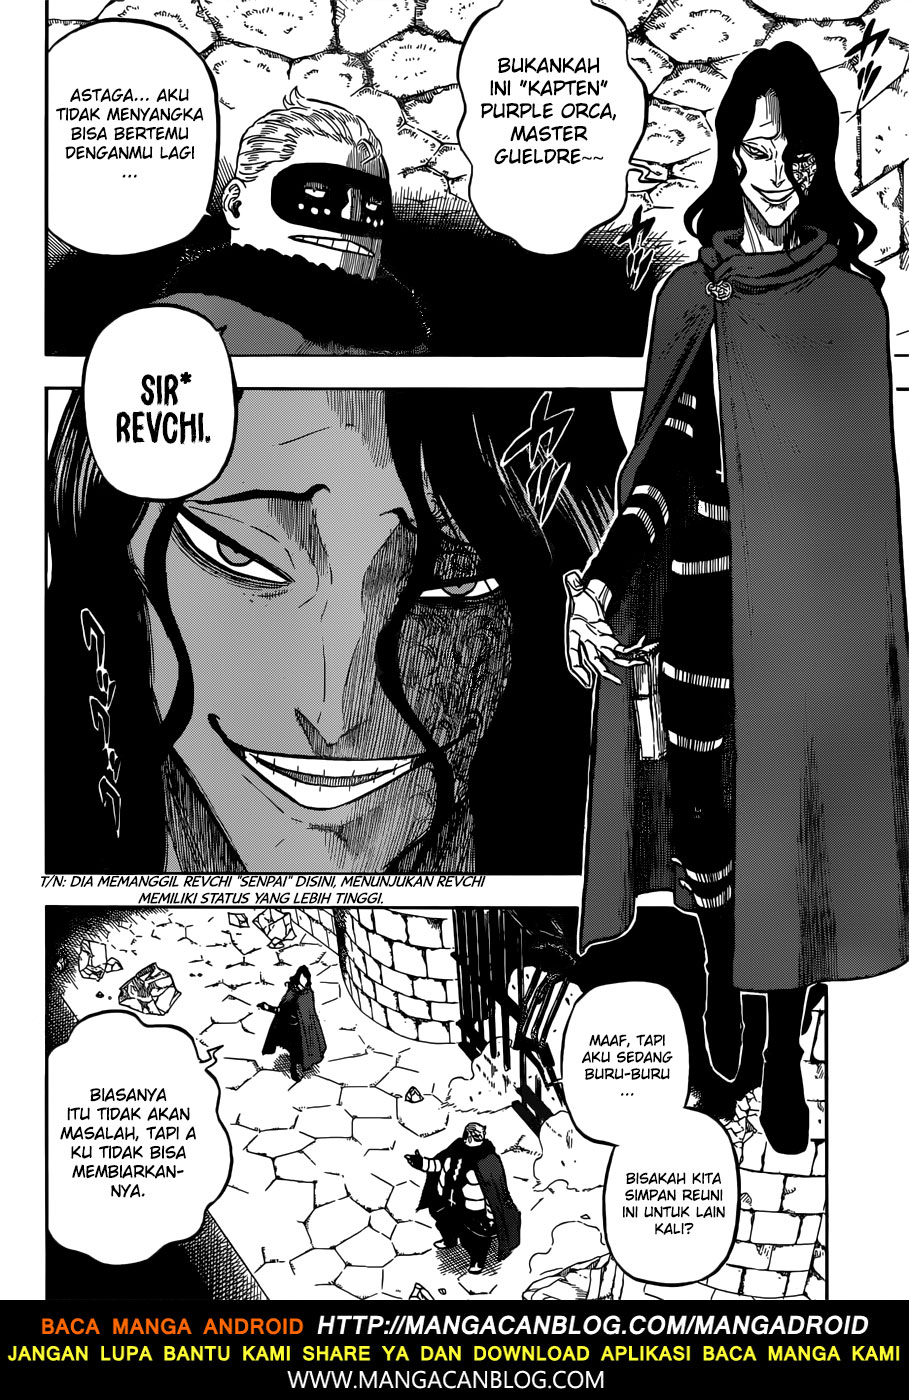 BUKANKAH
INI "KAPTEN"
PURPLE ORCA,
MASTER
GUELDRE~~
ASTAGA... AKU
TIDAK MENYANGKA
BISA BERTEMU
DENGANMU LAGI
...
SIR*
REVCHI.
T/N: DIA MEMANGGIL REVCHI "SENPAI" DISINI, MENUNJUKAN REVCHI
MEMILIKI STATUS YANG LEBIH TINGGI.
MAAF, TAPI
AKU SEDANG
BURU-BURU
...
BISAKAH KITA
SIMPAN REUNI
INI UNTUK LAIN
KALI?
BIASANYA
ITU TIDAK AKAN
MASALAH, TAPI A
KU TIDAK BISA
MEMBIARKAN-
NYA.
BACA MANGA ANDROID HTTP://MANGACANBLOG.COM/MANGADROID
JANGAN LUPA BANTU KAMI SHARE YA DAN DOWNLOAD APLIKASI BACA MANGA KAMI
WWW.MANGACANBLOG.COM